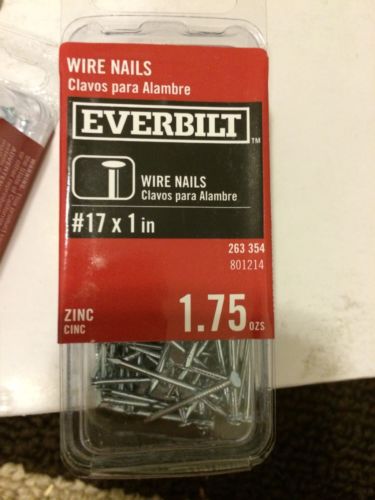 WIRE NAILS
Clavos para Alambre
EVERBILT™
WIRE NAILS
Clavos para Alambre
#17 x 1 in
263 354
801214
ZINC
CINC
1.75 OZS